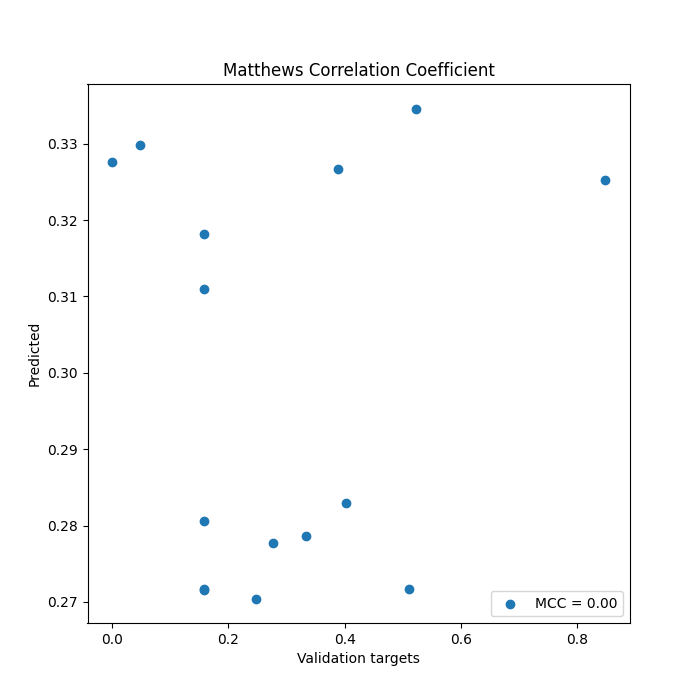 Matthews Correlation Coefficient
Predicted
0.33
0.32
0.31
0.30
0.29
0.28
0.27
MCC = 0.00
0.0 0.2 0.4 0.6 0.8
Validation targets